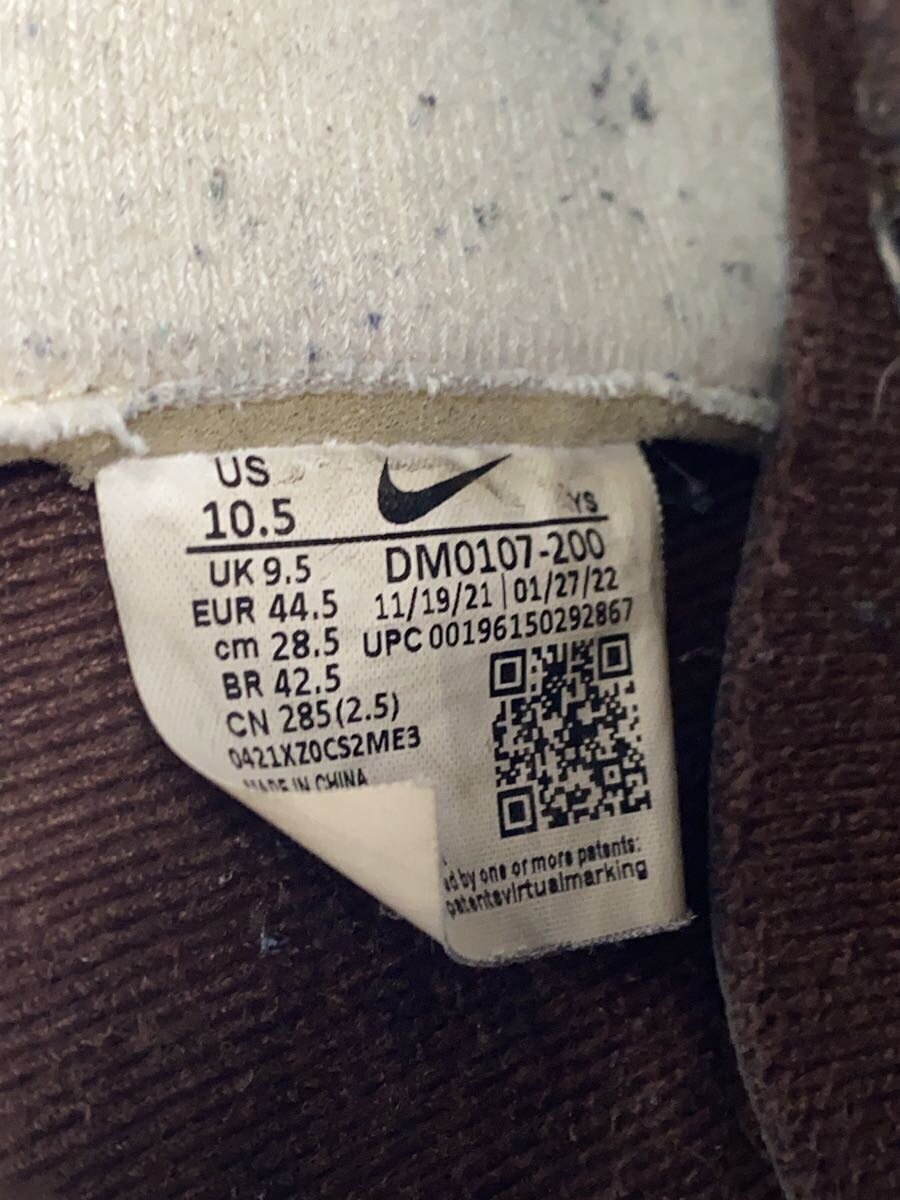 US
10.5
YS
UK 9.5
DM0107-200
EUR 44.5
11/19/21 | 01/27/22
cm 28.5
UPC 00196150292867
BR 42.5
CN 285(2.5)
0421XZ0CS2ME3
MADE IN CHINA
by one or more patents:
patentsvirtualmarking